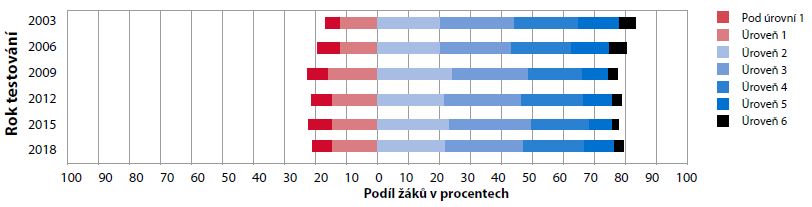 Rok testování
2003
2006
2009
2012
2015
2018
100 90 80 70 60 50 40 30 20 10 0 10 20 30 40 50 60 70 80 90 100
Podíl žáků v procentech
Pod úrovní 1
Úroveň 1
Úroveň 2
Úroveň 3
Úroveň 4
Úroveň 5
Úroveň 6